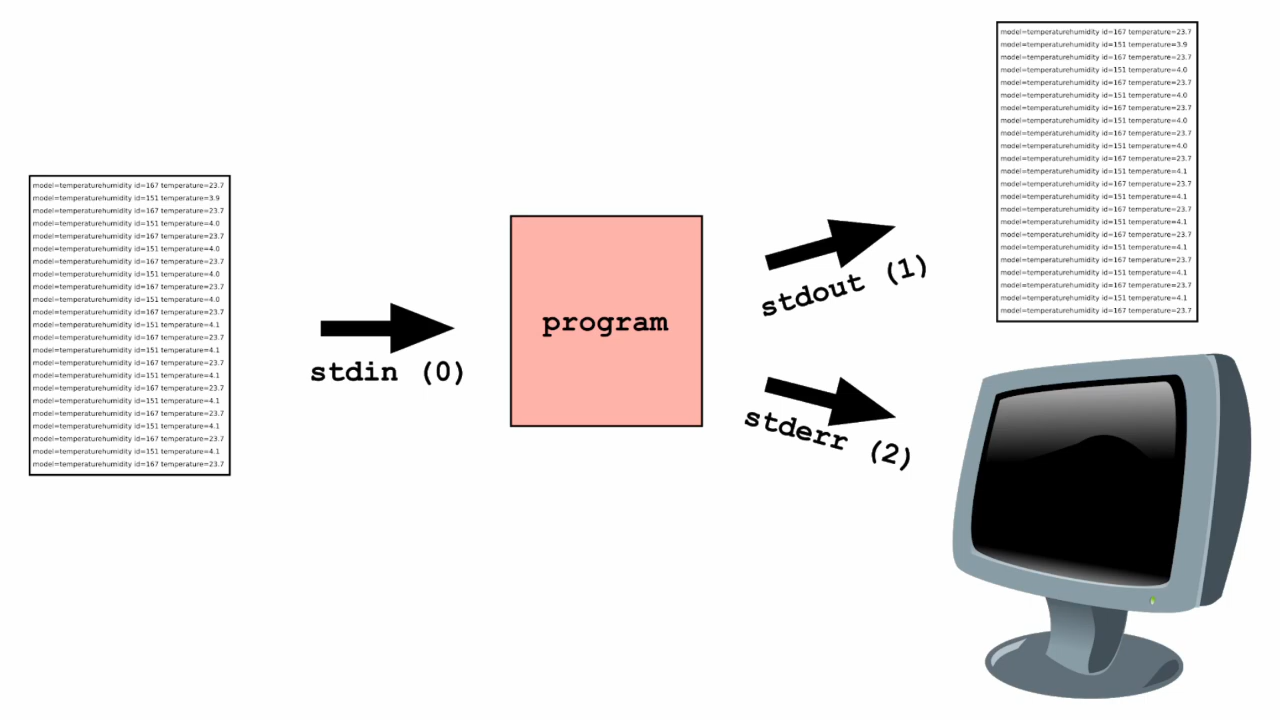 model=temperaturehumidity id=167 temperature=23.7
model=temperaturehumidity id=151 temperature=3.9
model=temperaturehumidity id=167 temperature=23.7
model=temperaturehumidity id=151 temperature=4.0
model=temperaturehumidity id=167 temperature=23.7
model=temperaturehumidity id=151 temperature=4.0
model=temperaturehumidity id=167 temperature=23.7
model=temperaturehumidity id=151 temperature=4.0
model=temperaturehumidity id=167 temperature=23.7
model=temperaturehumidity id=151 temperature=4.0
model=temperaturehumidity id=167 temperature=23.7
model=temperaturehumidity id=151 temperature=4.1
model=temperaturehumidity id=167 temperature=23.7
model=temperaturehumidity id=151 temperature=4.1
model=temperaturehumidity id=167 temperature=23.7
model=temperaturehumidity id=151 temperature=4.1
model=temperaturehumidity id=167 temperature=23.7
model=temperaturehumidity id=151 temperature=4.1
model=temperaturehumidity id=167 temperature=23.7
model=temperaturehumidity id=151 temperature=4.1
model=temperaturehumidity id=167 temperature=23.7
model=temperaturehumidity id=151 temperature=4.1
model=temperaturehumidity id=167 temperature=23.7
stdin (0)
program
stdout (1)
stderr (2)
model=temperaturehumidity id=167 temperature=23.7
model=temperaturehumidity id=151 temperature=3.9
model=temperaturehumidity id=167 temperature=23.7
model=temperaturehumidity id=151 temperature=4.0
model=temperaturehumidity id=167 temperature=23.7
model=temperaturehumidity id=151 temperature=4.0
model=temperaturehumidity id=167 temperature=23.7
model=temperaturehumidity id=151 temperature=4.0
model=temperaturehumidity id=167 temperature=23.7
model=temperaturehumidity id=151 temperature=4.0
model=temperaturehumidity id=167 temperature=23.7
model=temperaturehumidity id=151 temperature=4.1
model=temperaturehumidity id=167 temperature=23.7
model=temperaturehumidity id=151 temperature=4.1
model=temperaturehumidity id=167 temperature=23.7
model=temperaturehumidity id=151 temperature=4.1
model=temperaturehumidity id=167 temperature=23.7
model=temperaturehumidity id=151 temperature=4.1
model=temperaturehumidity id=167 temperature=23.7
model=temperaturehumidity id=151 temperature=4.1
model=temperaturehumidity id=167 temperature=23.7
model=temperaturehumidity id=151 temperature=4.1
model=temperaturehumidity id=167 temperature=23.7